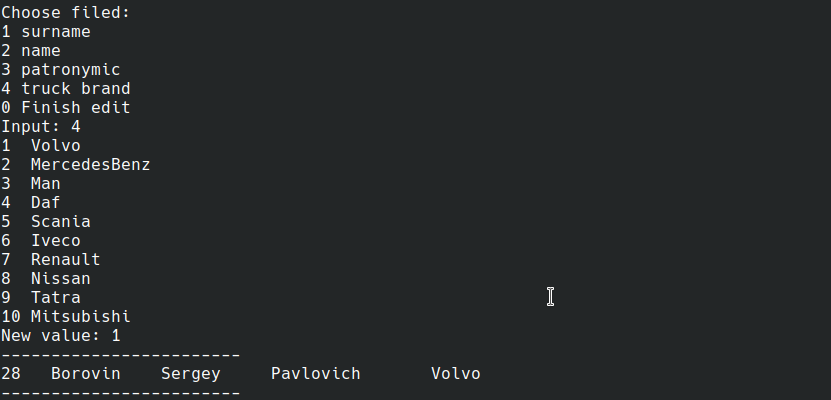 Choose filed:
1 surname
2 name
3 patronymic
4 truck brand
0 Finish edit
Input: 4
1  Volvo
2  MercedesBenz
3  Man
4  Daf
5  Scania
6  Iveco
7  Renault
8  Nissan
9  Tatra
10 Mitsubishi
New value: 1
------------------------
28   Borovin    Sergey     Pavlovich       Volvo
------------------------